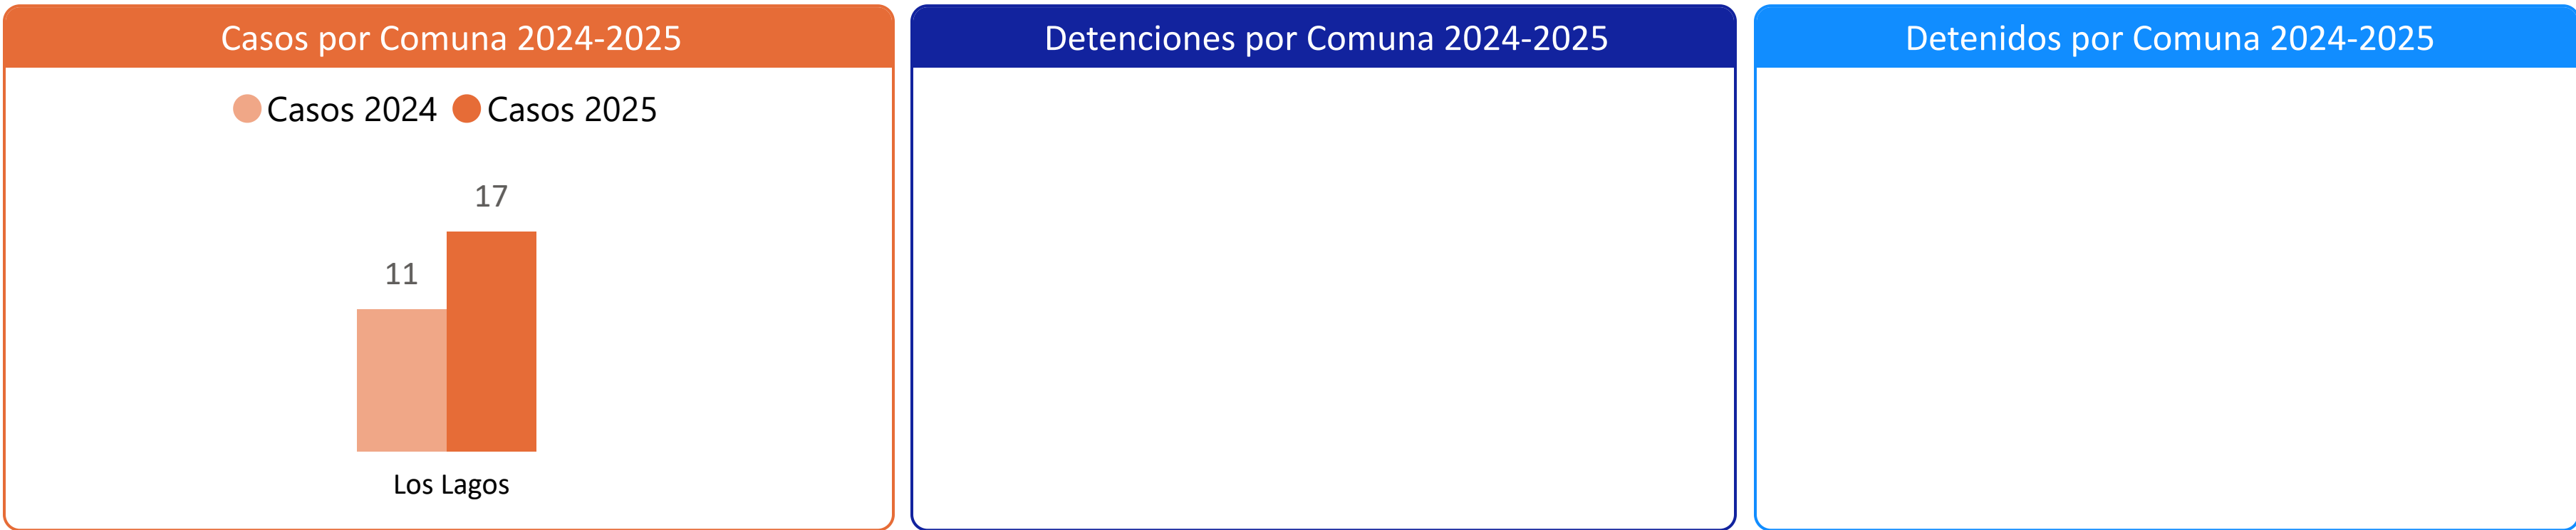 Casos por Comuna 2024-2025
Casos 2024 Casos 2025
17
11
Los Lagos
Detenciones por Comuna 2024-2025
Detenidos por Comuna 2024-2025